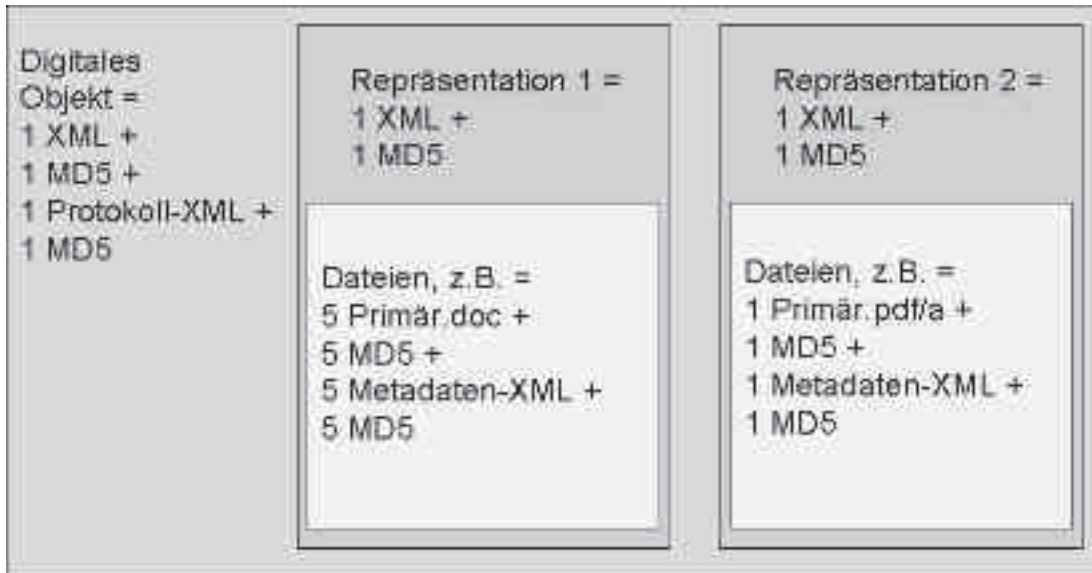 Digitales
Objekt =
1 XML +
1 MD5 +
1 Protokoll-XML +
1 MD5
Repräsentation 1 =
1 XML +
1 MD5
Dateien, z.B. =
5 Primär.doc +
5 MD5 +
5 Metadaten-XML +
5 MD5
Repräsentation 2 =
1 XML +
1 MD5
Dateien, z.B. =
1 Primär.pdf/a +
1 MD5 +
1 Metadaten-XML +
1 MD5